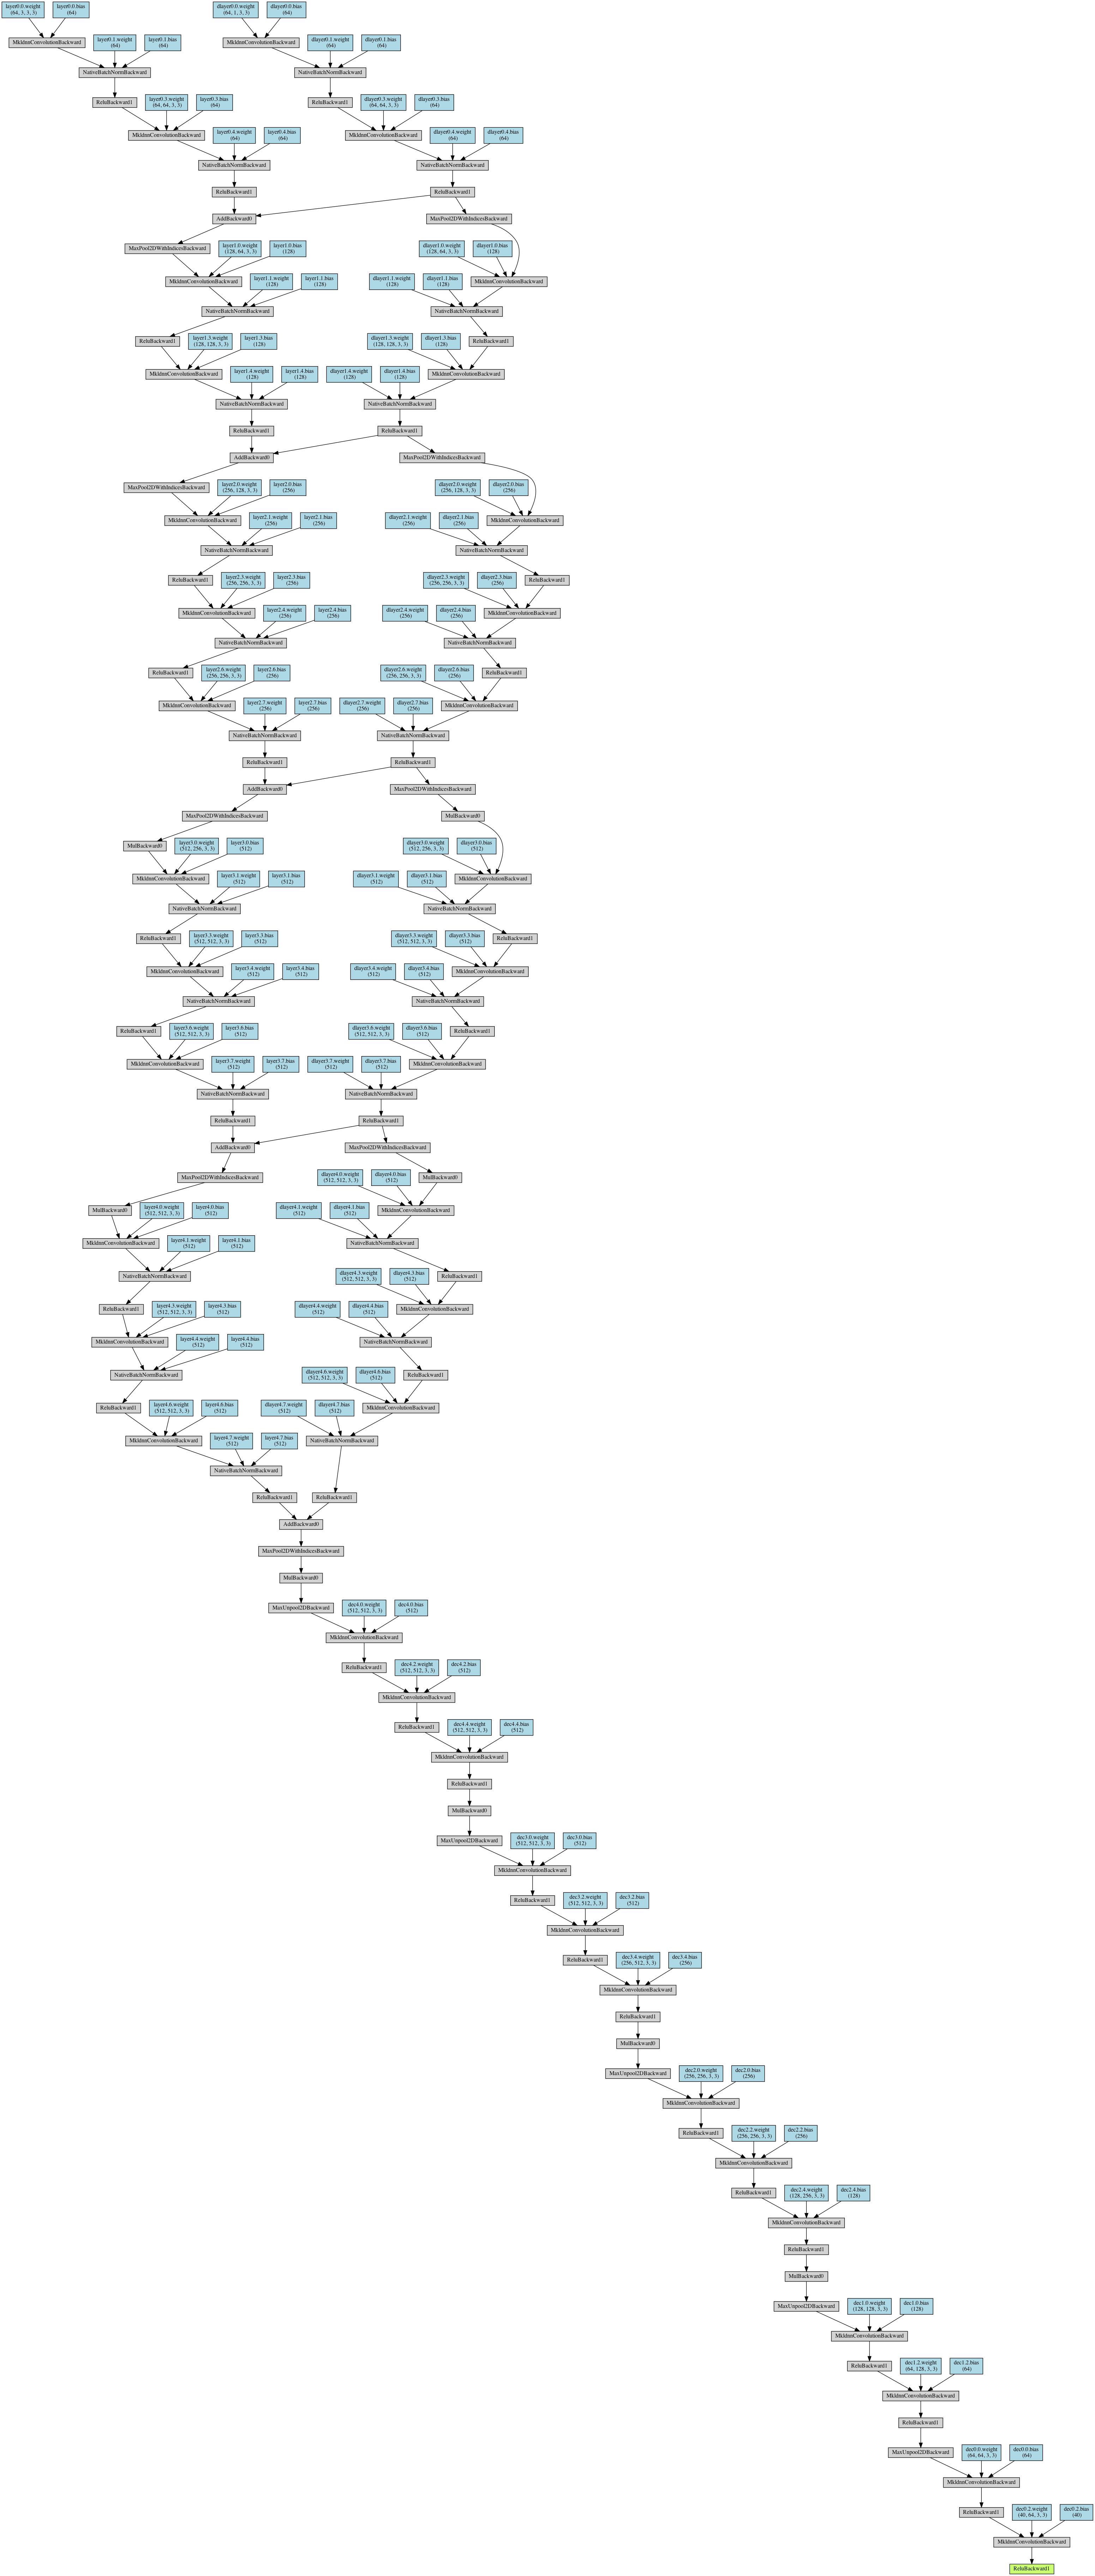 layer0.0.weight
(64, 3, 3, 3)
layer0.0.bias
(64)
dlayer0.0.weight
(64, 1, 3, 3)
dlayer0.0.bias
(64)
MkldnnConvolutionBackward
MkldnnConvolutionBackward
layer0.1.weight
(64)
layer0.1.bias
(64)
dlayer0.1.weight
(64)
dlayer0.1.bias
(64)
NativeBatchNormBackward
NativeBatchNormBackward
ReluBackward1
layer0.3.weight
(64, 64, 3, 3)
layer0.3.bias
(64)
ReluBackward1
dlayer0.3.weight
(64, 64, 3, 3)
dlayer0.3.bias
(64)
MkldnnConvolutionBackward
layer0.4.weight
(64)
layer0.4.bias
(64)
MkldnnConvolutionBackward
dlayer0.4.weight
(64)
dlayer0.4.bias
(64)
NativeBatchNormBackward
NativeBatchNormBackward
ReluBackward1
ReluBackward1
AddBackward0
MaxPool2DWithIndicesBackward
MaxPool2DWithIndicesBackward
layer1.0.weight
(128, 64, 3, 3)
layer1.0.bias
(128)
dlayer1.0.weight
(128, 64, 3, 3)
dlayer1.0.bias
(128)
MkldnnConvolutionBackward
layer1.1.weight
(128)
layer1.1.bias
(128)
dlayer1.1.weight
(128)
dlayer1.1.bias
(128)
MkldnnConvolutionBackward
NativeBatchNormBackward
NativeBatchNormBackward
ReluBackward1
layer1.3.weight
(128, 128, 3, 3)
layer1.3.bias
(128)
dlayer1.3.weight
(128, 128, 3, 3)
dlayer1.3.bias
(128)
ReluBackward1
MkldnnConvolutionBackward
layer1.4.weight
(128)
layer1.4.bias
(128)
dlayer1.4.weight
(128)
dlayer1.4.bias
(128)
MkldnnConvolutionBackward
NativeBatchNormBackward
NativeBatchNormBackward
ReluBackward1
ReluBackward1
AddBackward0
MaxPool2DWithIndicesBackward
MaxPool2DWithIndicesBackward
layer2.0.weight
(256, 128, 3, 3)
layer2.0.bias
(256)
dlayer2.0.weight
(256, 128, 3, 3)
dlayer2.0.bias
(256)
MkldnnConvolutionBackward
layer2.1.weight
(256)
layer2.1.bias
(256)
dlayer2.1.weight
(256)
dlayer2.1.bias
(256)
MkldnnConvolutionBackward
NativeBatchNormBackward
NativeBatchNormBackward
ReluBackward1
layer2.3.weight
(256, 256, 3, 3)
layer2.3.bias
(256)
dlayer2.3.weight
(256, 256, 3, 3)
dlayer2.3.bias
(256)
ReluBackward1
MkldnnConvolutionBackward
layer2.4.weight
(256)
layer2.4.bias
(256)
dlayer2.4.weight
(256)
dlayer2.4.bias
(256)
MkldnnConvolutionBackward
NativeBatchNormBackward
NativeBatchNormBackward
ReluBackward1
layer2.6.weight
(256, 256, 3, 3)
layer2.6.bias
(256)
dlayer2.6.weight
(256, 256, 3, 3)
dlayer2.6.bias
(256)
ReluBackward1
MkldnnConvolutionBackward
layer2.7.weight
(256)
layer2.7.bias
(256)
dlayer2.7.weight
(256)
dlayer2.7.bias
(256)
MkldnnConvolutionBackward
NativeBatchNormBackward
NativeBatchNormBackward
ReluBackward1
ReluBackward1
AddBackward0
MaxPool2DWithIndicesBackward
MaxPool2DWithIndicesBackward
MulBackward0
MulBackward0
layer3.0.weight
(512, 256, 3, 3)
layer3.0.bias
(512)
dlayer3.0.weight
(512, 256, 3, 3)
dlayer3.0.bias
(512)
MkldnnConvolutionBackward
layer3.1.weight
(512)
layer3.1.bias
(512)
dlayer3.1.weight
(512)
dlayer3.1.bias
(512)
MkldnnConvolutionBackward
NativeBatchNormBackward
NativeBatchNormBackward
ReluBackward1
layer3.3.weight
(512, 512, 3, 3)
layer3.3.bias
(512)
dlayer3.3.weight
(512, 512, 3, 3)
dlayer3.3.bias
(512)
ReluBackward1
MkldnnConvolutionBackward
layer3.4.weight
(512)
layer3.4.bias
(512)
dlayer3.4.weight
(512)
dlayer3.4.bias
(512)
MkldnnConvolutionBackward
NativeBatchNormBackward
NativeBatchNormBackward
ReluBackward1
layer3.6.weight
(512, 512, 3, 3)
layer3.6.bias
(512)
dlayer3.6.weight
(512, 512, 3, 3)
dlayer3.6.bias
(512)
ReluBackward1
MkldnnConvolutionBackward
layer3.7.weight
(512)
layer3.7.bias
(512)
dlayer3.7.weight
(512)
dlayer3.7.bias
(512)
MkldnnConvolutionBackward
NativeBatchNormBackward
NativeBatchNormBackward
ReluBackward1
ReluBackward1
AddBackward0
MaxPool2DWithIndicesBackward
MaxPool2DWithIndicesBackward
dlayer4.0.weight
(512, 512, 3, 3)
dlayer4.0.bias
(512)
MulBackward0
MulBackward0
layer4.0.weight
(512, 512, 3, 3)
layer4.0.bias
(512)
dlayer4.1.weight
(512)
dlayer4.1.bias
(512)
MkldnnConvolutionBackward
MkldnnConvolutionBackward
layer4.1.weight
(512)
layer4.1.bias
(512)
NativeBatchNormBackward
NativeBatchNormBackward
dlayer4.3.weight
(512, 512, 3, 3)
dlayer4.3.bias
(512)
ReluBackward1
ReluBackward1
layer4.3.weight
(512, 512, 3, 3)
layer4.3.bias
(512)
dlayer4.4.weight
(512)
dlayer4.4.bias
(512)
MkldnnConvolutionBackward
MkldnnConvolutionBackward
layer4.4.weight
(512)
layer4.4.bias
(512)
NativeBatchNormBackward
NativeBatchNormBackward
dlayer4.6.weight
(512, 512, 3, 3)
dlayer4.6.bias
(512)
ReluBackward1
ReluBackward1
layer4.6.weight
(512, 512, 3, 3)
layer4.6.bias
(512)
dlayer4.7.weight
(512)
dlayer4.7.bias
(512)
MkldnnConvolutionBackward
MkldnnConvolutionBackward
layer4.7.weight
(512)
layer4.7.bias
(512)
NativeBatchNormBackward
NativeBatchNormBackward
ReluBackward1
ReluBackward1
AddBackward0
MaxPool2DWithIndicesBackward
MulBackward0
MaxUnpool2DBackward
dec4.0.weight
(512, 512, 3, 3)
dec4.0.bias
(512)
MkldnnConvolutionBackward
ReluBackward1
dec4.2.weight
(512, 512, 3, 3)
dec4.2.bias
(512)
MkldnnConvolutionBackward
ReluBackward1
dec4.4.weight
(512, 512, 3, 3)
dec4.4.bias
(512)
MkldnnConvolutionBackward
ReluBackward1
MulBackward0
MaxUnpool2DBackward
dec3.0.weight
(512, 512, 3, 3)
dec3.0.bias
(512)
MkldnnConvolutionBackward
ReluBackward1
dec3.2.weight
(512, 512, 3, 3)
dec3.2.bias
(512)
MkldnnConvolutionBackward
ReluBackward1
dec3.4.weight
(256, 512, 3, 3)
dec3.4.bias
(256)
MkldnnConvolutionBackward
ReluBackward1
MulBackward0
MaxUnpool2DBackward
dec2.0.weight
(256, 256, 3, 3)
dec2.0.bias
(256)
MkldnnConvolutionBackward
ReluBackward1
dec2.2.weight
(256, 256, 3, 3)
dec2.2.bias
(256)
MkldnnConvolutionBackward
ReluBackward1
dec2.4.weight
(128, 256, 3, 3)
dec2.4.bias
(128)
MkldnnConvolutionBackward
ReluBackward1
MulBackward0
MaxUnpool2DBackward
dec1.0.weight
(128, 128, 3, 3)
dec1.0.bias
(128)
MkldnnConvolutionBackward
ReluBackward1
dec1.2.weight
(64, 128, 3, 3)
dec1.2.bias
(64)
MkldnnConvolutionBackward
ReluBackward1
MaxUnpool2DBackward
dec0.0.weight
(64, 64, 3, 3)
dec0.0.bias
(64)
MkldnnConvolutionBackward
ReluBackward1
dec0.2.weight
(40, 64, 3, 3)
dec0.2.bias
(40)
MkldnnConvolutionBackward
ReluBackward1